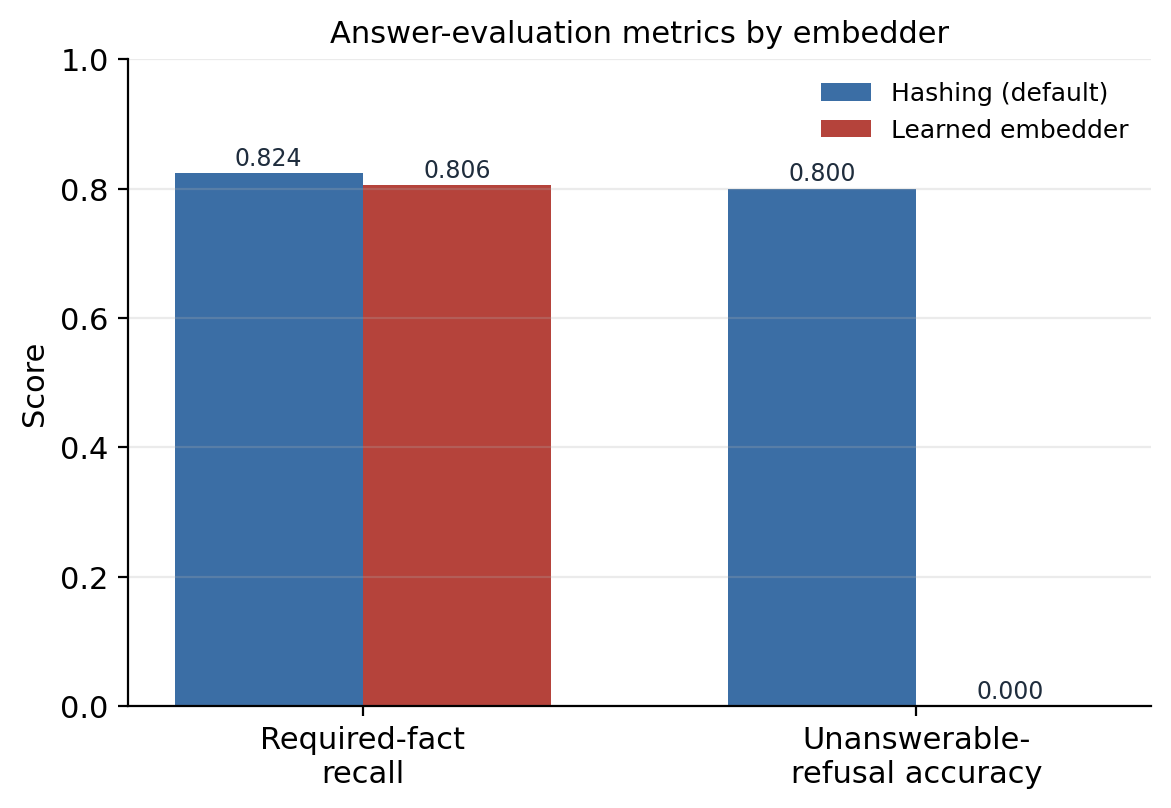 Answer-evaluation metrics by embedder
Hashing (default)
Learned embedder
Score
1.0
0.8
0.6
0.4
0.2
0.0
0.824
0.806
0.800
0.000
Required-fact
recall
Unanswerable-
refusal accuracy